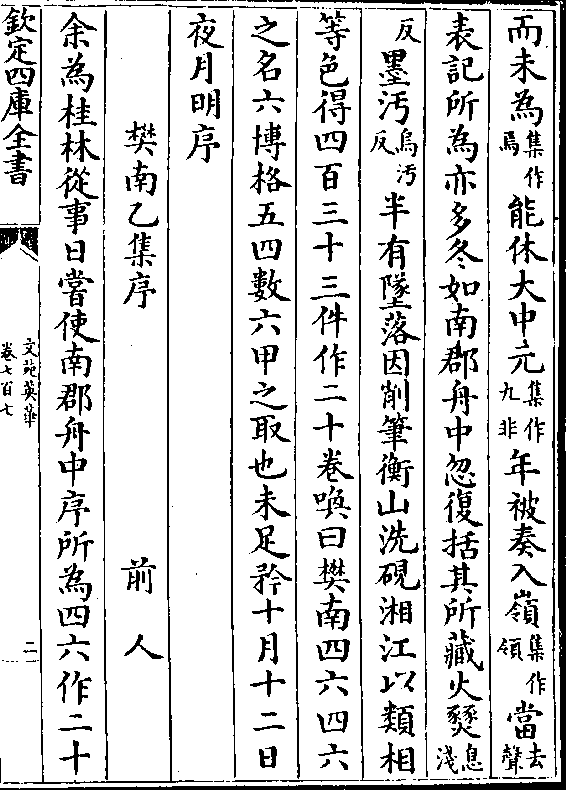 而未為集作焉能休大中元集作九非年被奏入嶺集作領當去聲
表記所為亦多冬如南郡舟中忽復括其所藏火燹息淺
反墨汚烏汚反半有墜落因削筆衡山洗硯湘江以類相
等色得四百三十三件作二十卷喚曰樊南四六四六
之名六博格五四數六甲之取也未足矜十月十二日
夜月明序
樊南乙集序 前人
余為桂林從事日嘗使南郡舟中序所為四六作二十
欽定四庫全書
文苑英華
卷七百七
二